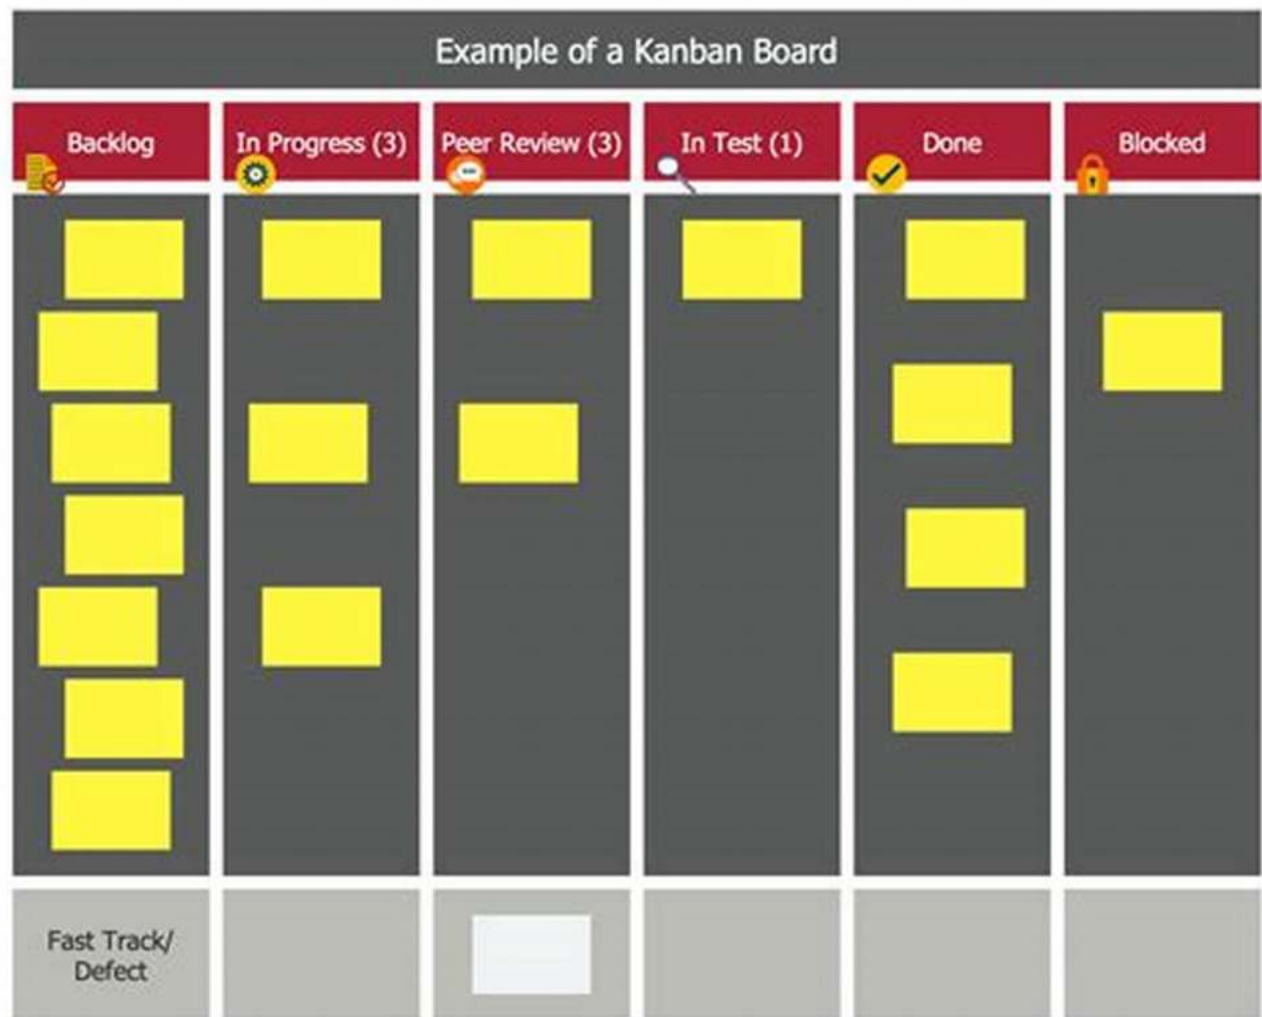 Example of a Kanban Board
Backlog
In Progress (3)
Peer Review (3)
In Test (1)
Done
Blocked
Fast Track/
Defect